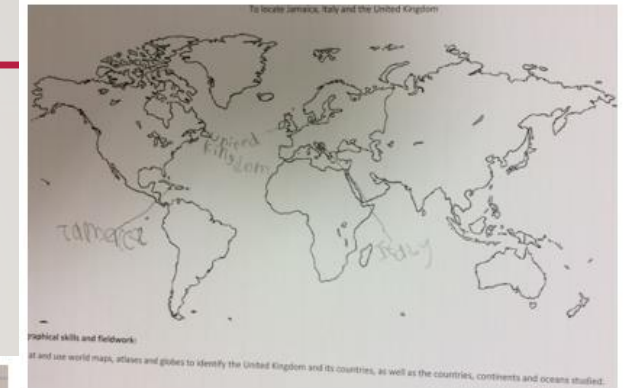 To locate Jamaica, Italy and the United Kingdom
united
Kingdom
Jamerca
Italy
graphical skills and fieldwork:
at and use world maps, atlases and globes to identify the United Kingdom and its countries, as well as the countries, continents and oceans studied.